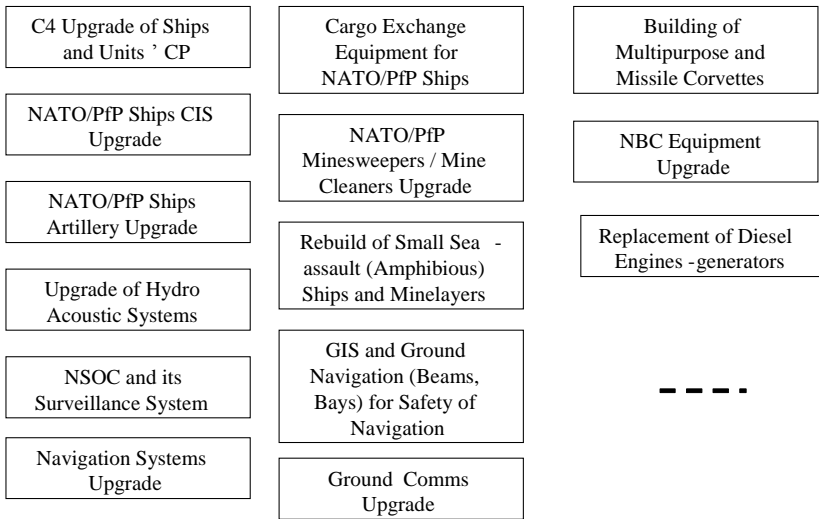 C4 Upgrade of Ships
and Units ’ CP
NATO/PfP Ships CIS
Upgrade
NATO/PfP Ships
Artillery Upgrade
Upgrade of Hydro
Acoustic Systems
NSOC and its
Surveillance System
Navigation Systems
Upgrade
Cargo Exchange
Equipment for
NATO/PfP Ships
NATO/PfP
Minesweepers / Mine
Cleaners Upgrade
Rebuild of Small Sea -
assault (Amphibious)
Ships and Minelayers
GIS and Ground
Navigation (Beams,
Bays) for Safety of
Navigation
Ground Comms
Upgrade
Building of
Multipurpose and
Missile Corvettes
NBC Equipment
Upgrade
Replacement of Diesel
Engines -generators